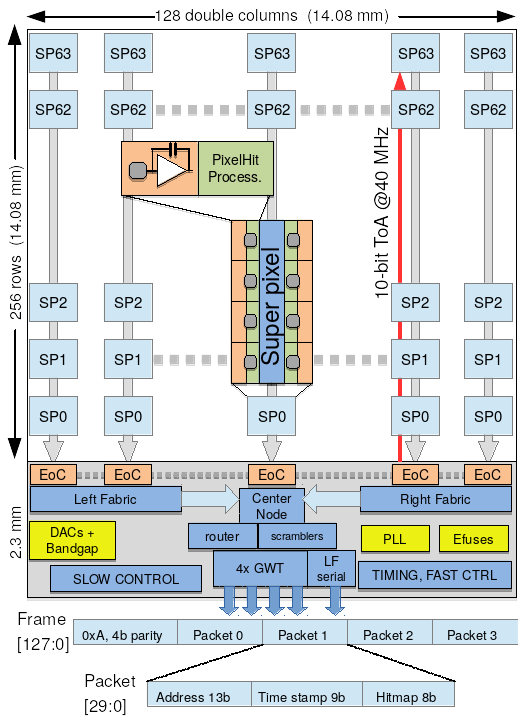 128 double columns (14.08 mm)
SP63 SP63 SP63 SP63 SP63
SP62 SP62 SP62 SP62 SP62
PixelHit
Process.
10-bit ToA @40 MHz
256 rows (14.08 mm)
Super pixel
SP2 SP2 SP2 SP2
SP1 SP1 SP1 SP1
SP0 SP0 SP0 SP0 SP0
EoC EoC EoC EoC EoC
Left Fabric
Center
Node
Right Fabric
2.3 mm
DACs +
Bandgap
router
scramblers
PLL
Efuses
SLOW CONTROL
4x GWT
LF
serial
TIMING, FAST CTRL
Frame
[127:0]
0xA, 4b parity Packet 0 Packet 1 Packet 2 Packet 3
Packet
[29:0]
Address 13b Time stamp 9b Hitmap 8b